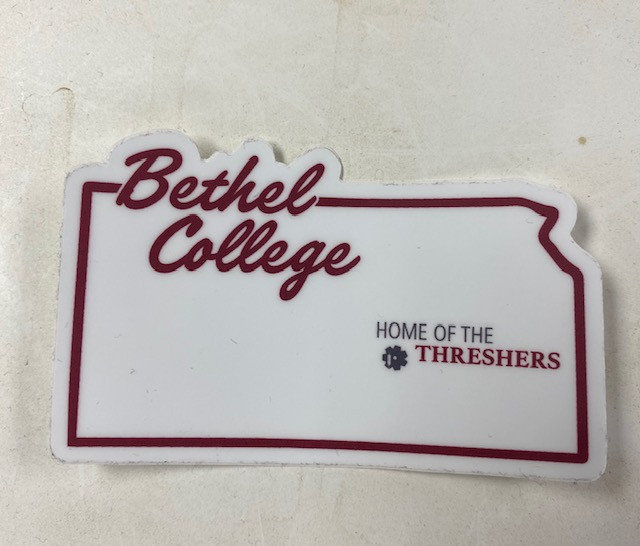 Bethel
College
HOME OF THE
THRESHERS